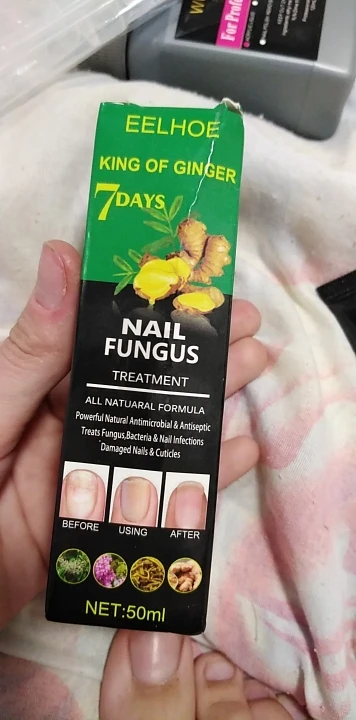 For Prof
EELHOE
KING OF GINGER
7DAYS
NAIL
FUNGUS
TREATMENT
ALL NATUARAL FORMULA
Powerful Natural Antimicrobial & Antiseptic
Treats Fungus,Bacteria & Nail Infections
Damaged Nails & Cuticles
BEFORE USING AFTER
NET:50ml